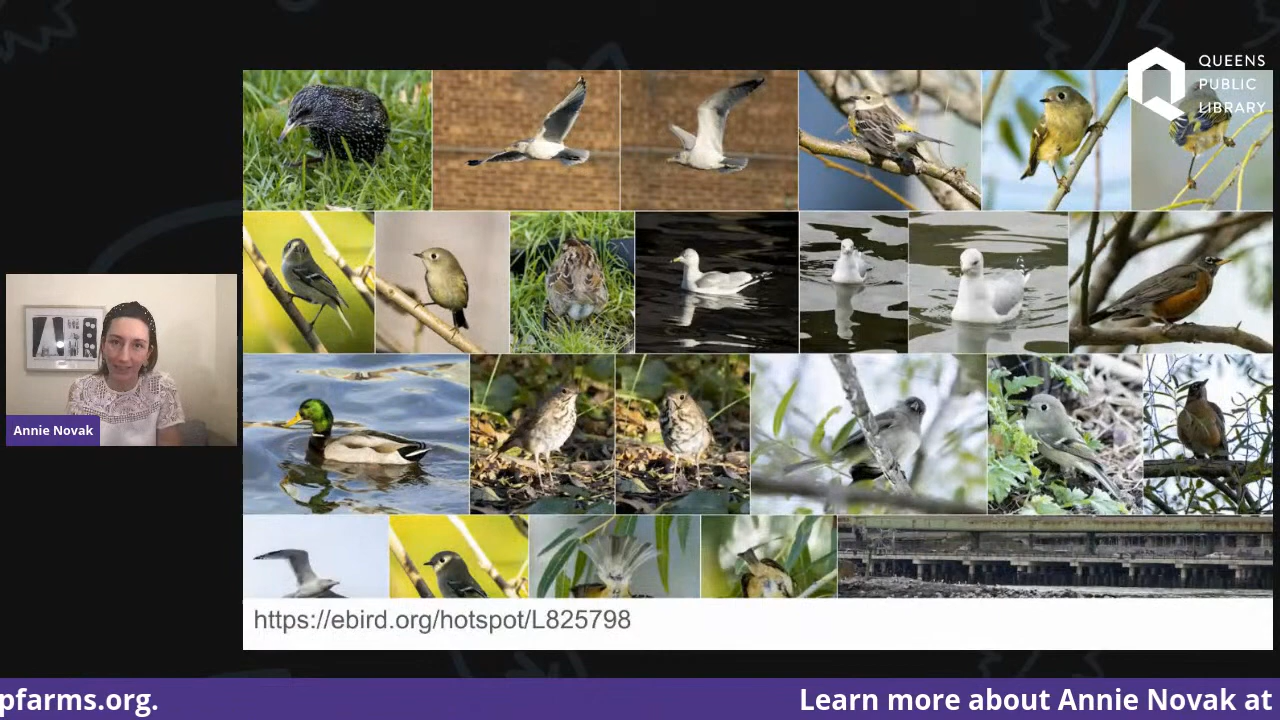 QUEENS
PUBLIC
LIBRARY
Annie Novak
https://ebird.org/hotspot/L825798
pfarms.org.
Learn more about Annie Novak at